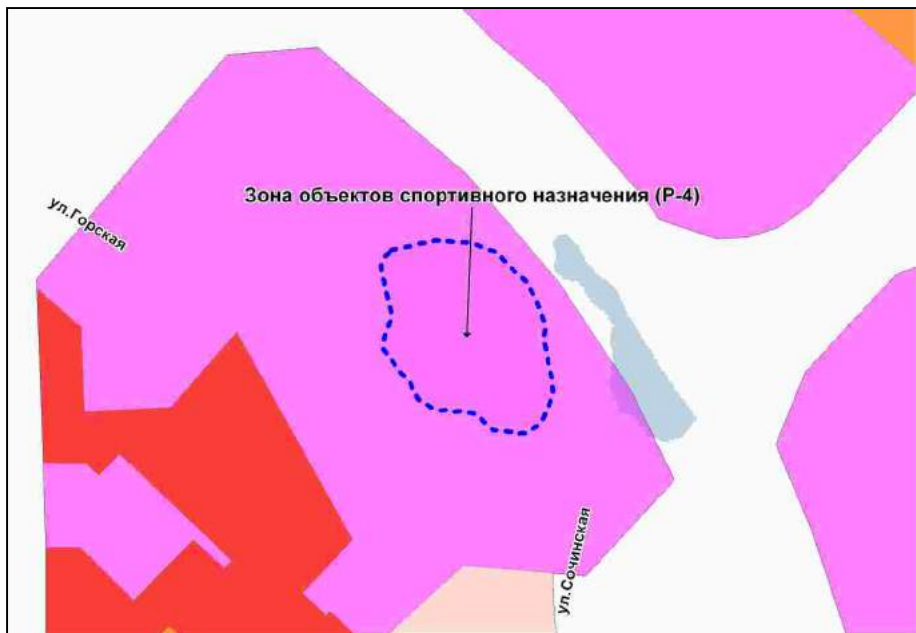 Зона объектов спортивного назначения (Р-4)
ул.Горская
ул.Сочинская